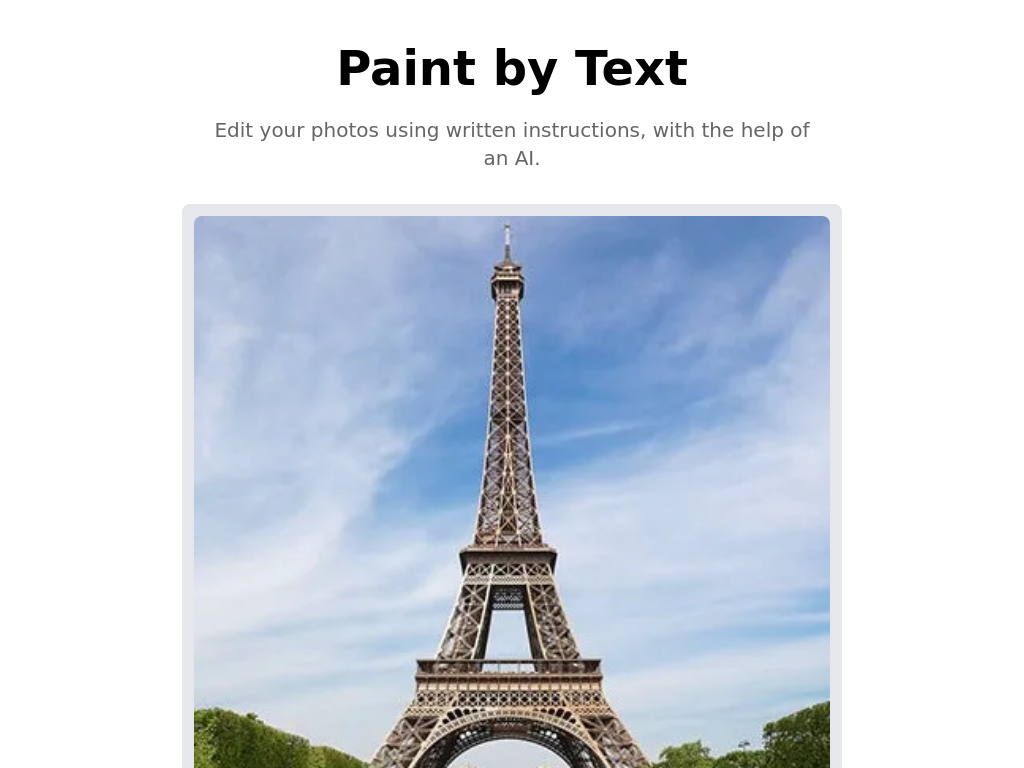 Paint by Text
Edit your photos using written instructions, with the help of
an AI.